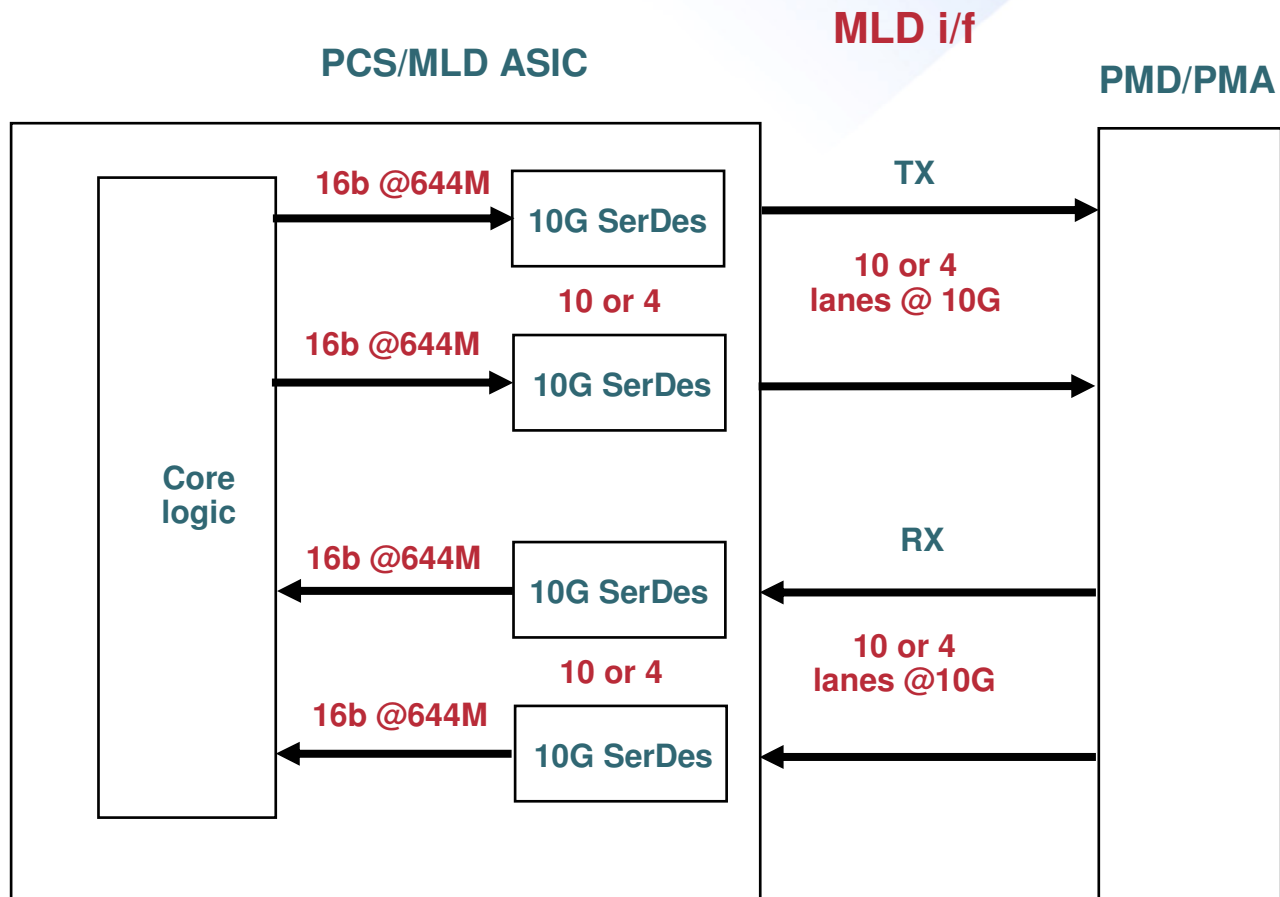 MLD i/f
PCS/MLD ASIC
PMD/PMA
16b @644M
10G SerDes
TX
10 or 4
10 or 4
lanes @ 10G
16b @644M
10G SerDes
Core
logic
16b @644M
10G SerDes
RX
10 or 4
10 or 4
lanes @10G
16b @644M
10G SerDes